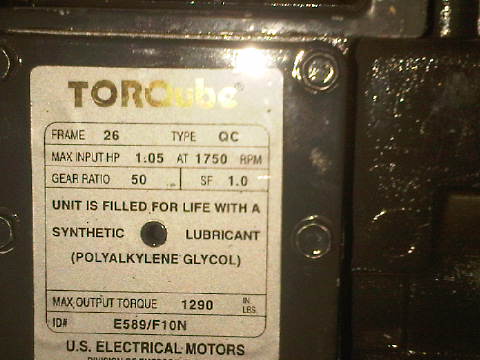 TORQube
FRAME 26 TYPE QC
MAX INPUT HP 1.05 AT 1750 RPM
GEAR RATIO 50 SF 1.0
UNIT IS FILLED FOR LIFE WITH A
SYNTHETIC LUBRICANT
(POLYALKYLENE GLYCOL)
MAX OUTPUT TORQUE 1290 IN. LBS.
ID# E589/F10N
U.S. ELECTRICAL MOTORS
DIVISION OF